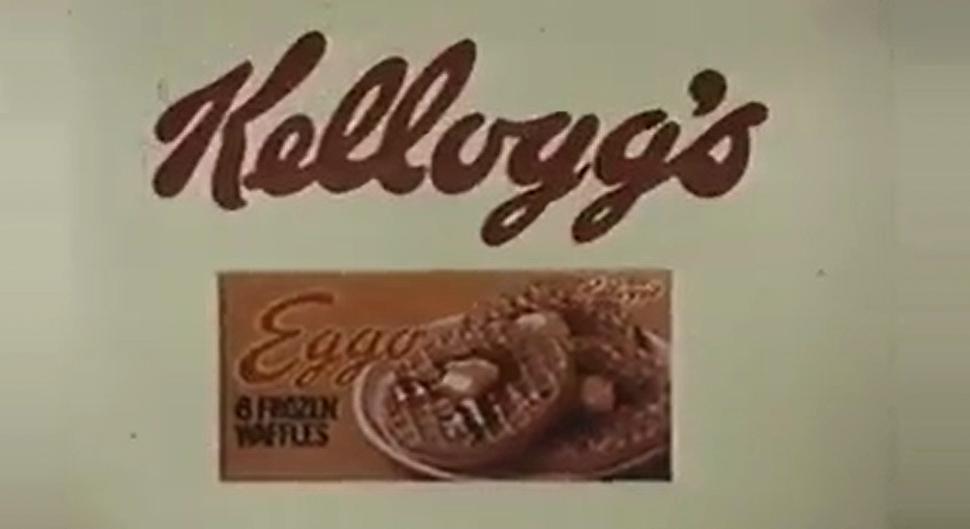 Kellogg's
Eggo
8 FROZEN
WAFFLES